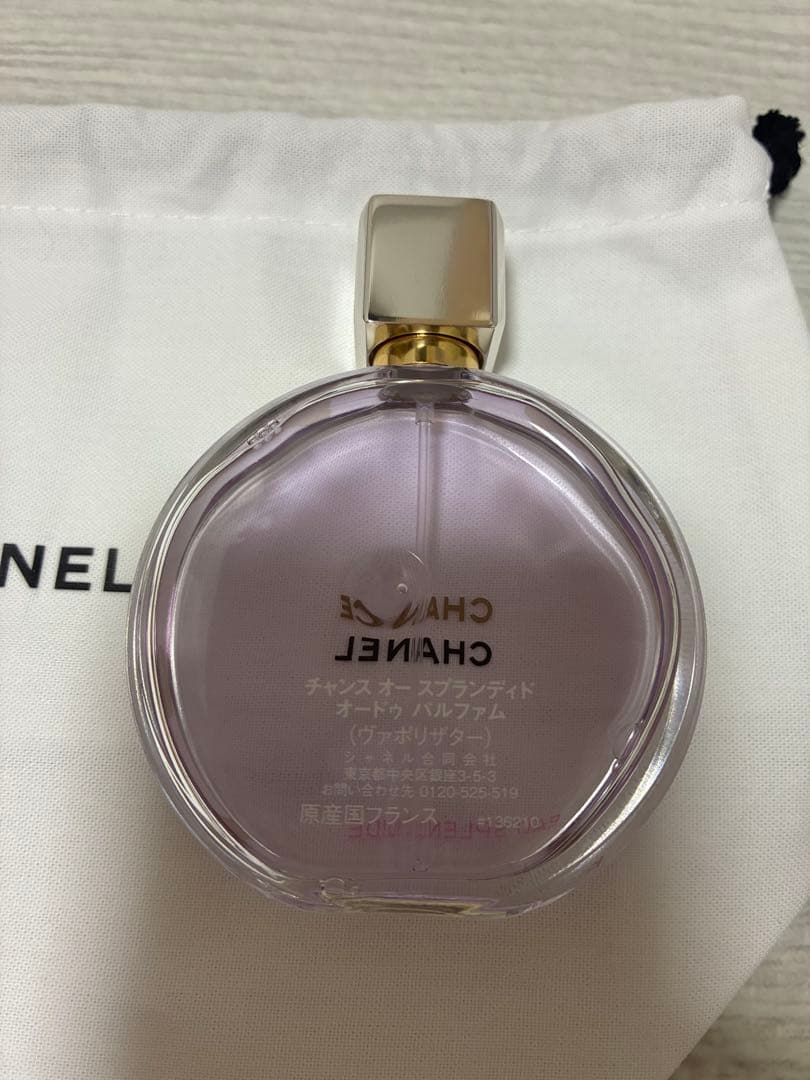 NEL
CHANCE
CHANEL
チャンス オー スプランディド
オードゥ パルファム
(ヴァポリザター)
シャネル合同会社
東京都中央区銀座3-5-3
お問い合わせ先 0120-525-519
原産国フランス #136210
EAU SPLENDIDE